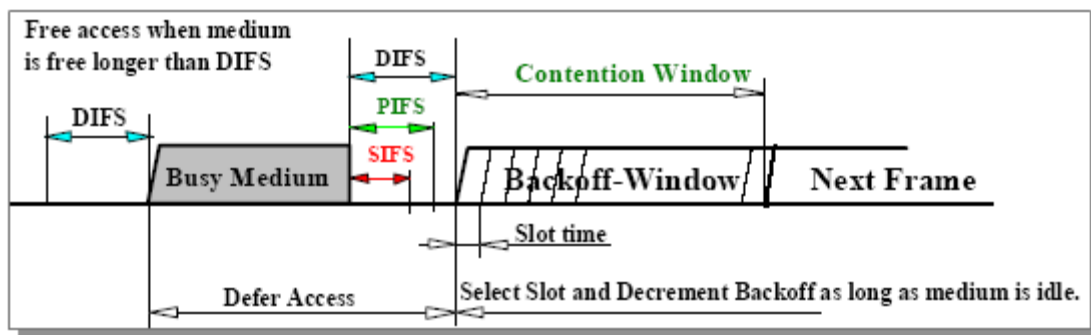 Free access when medium
is free longer than DIFS
DIFS
DIFS
Contention Window
PIFS
SIFS
Busy Medium
Backoff-Window
Next Frame
Slot time
Defer Access
Select Slot and Decrement Backoff as long as medium is idle.